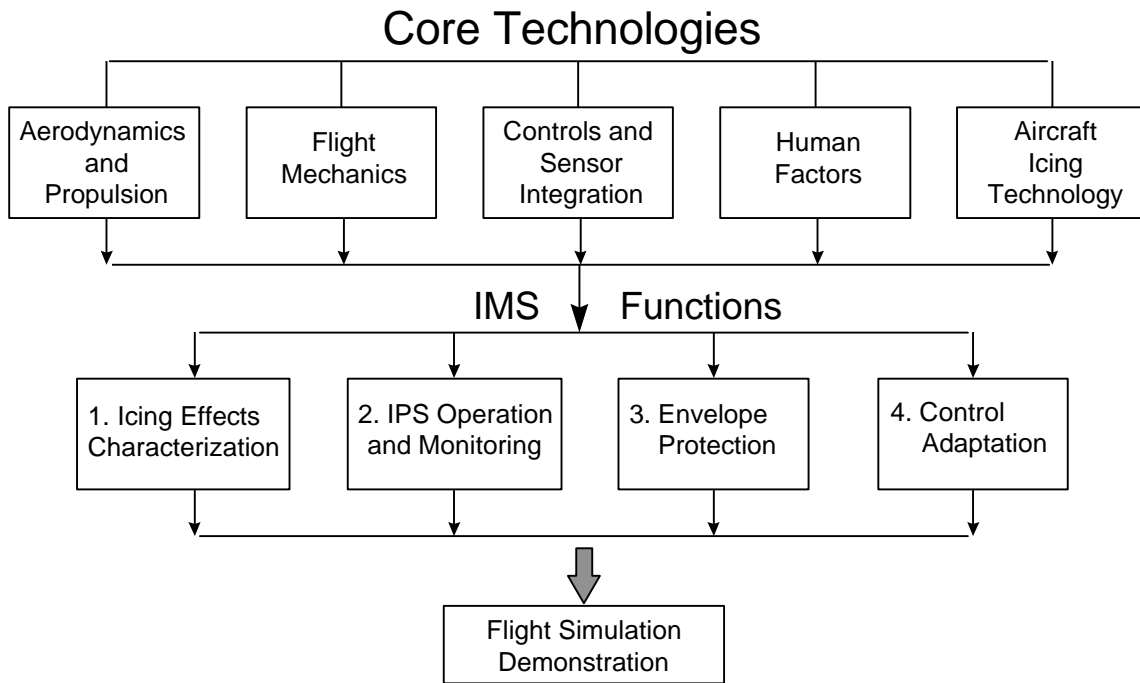 Core Technologies
Aerodynamics
and
Propulsion
Flight
Mechanics
Controls and
Sensor
Integration
Human
Factors
Aircraft
Icing
Technology
IMS Functions
1. Icing Effects
Characterization
2. IPS Operation
and Monitoring
3. Envelope
Protection
4. Control
Adaptation
Flight Simulation
Demonstration